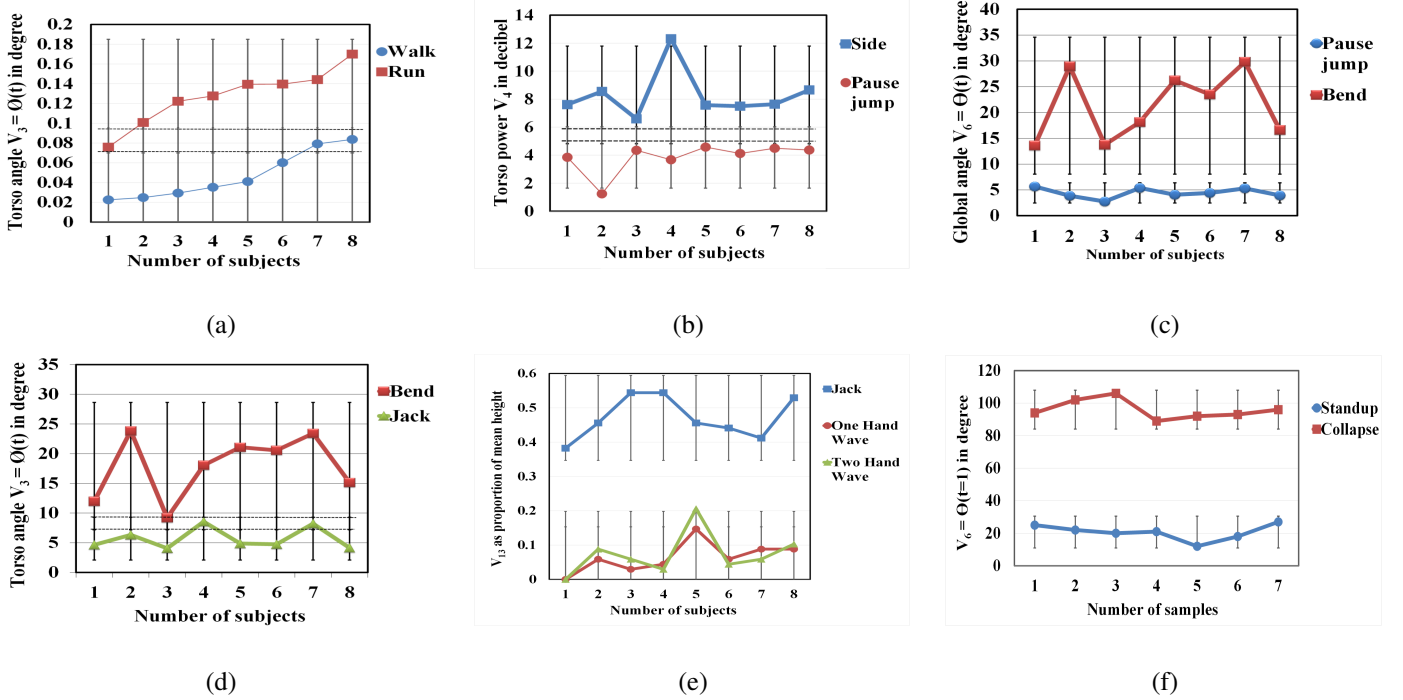 Torso angle V3 = Ø(t) in degree
0.2
0.18
0.16
0.14
0.12
0.1
0.08
0.06
0.04
0.02
0
1 2 3 4 5 6 7 8
Number of subjects
Walk
Run
(a)
Torso power V4 in decibel
14
12
10
8
6
4
2
0
1 2 3 4 5 6 7 8
Number of subjects
Side
Pause
jump
(b)
Global angle V6 = Θ(t) in degree
40
35
30
25
20
15
10
5
0
1 2 3 4 5 6 7 8
Number of subjects
Pause
jump
Bend
(c)
Torso angle V3 = Ø(t) in degree
35
30
25
20
15
10
5
0
1 2 3 4 5 6 7 8
Number of subjects
Bend
Jack
(d)
V13 as proportion of mean height
0.6
0.5
0.4
0.3
0.2
0.1
0
1 2 3 4 5 6 7 8
Number of subjects
Jack
One Hand
Wave
Two Hand
Wave
(e)
V6 = Θ(t=1) in degree
120
100
80
60
40
20
0
1 2 3 4 5 6 7
Number of samples
Standup
Collapse
(f)